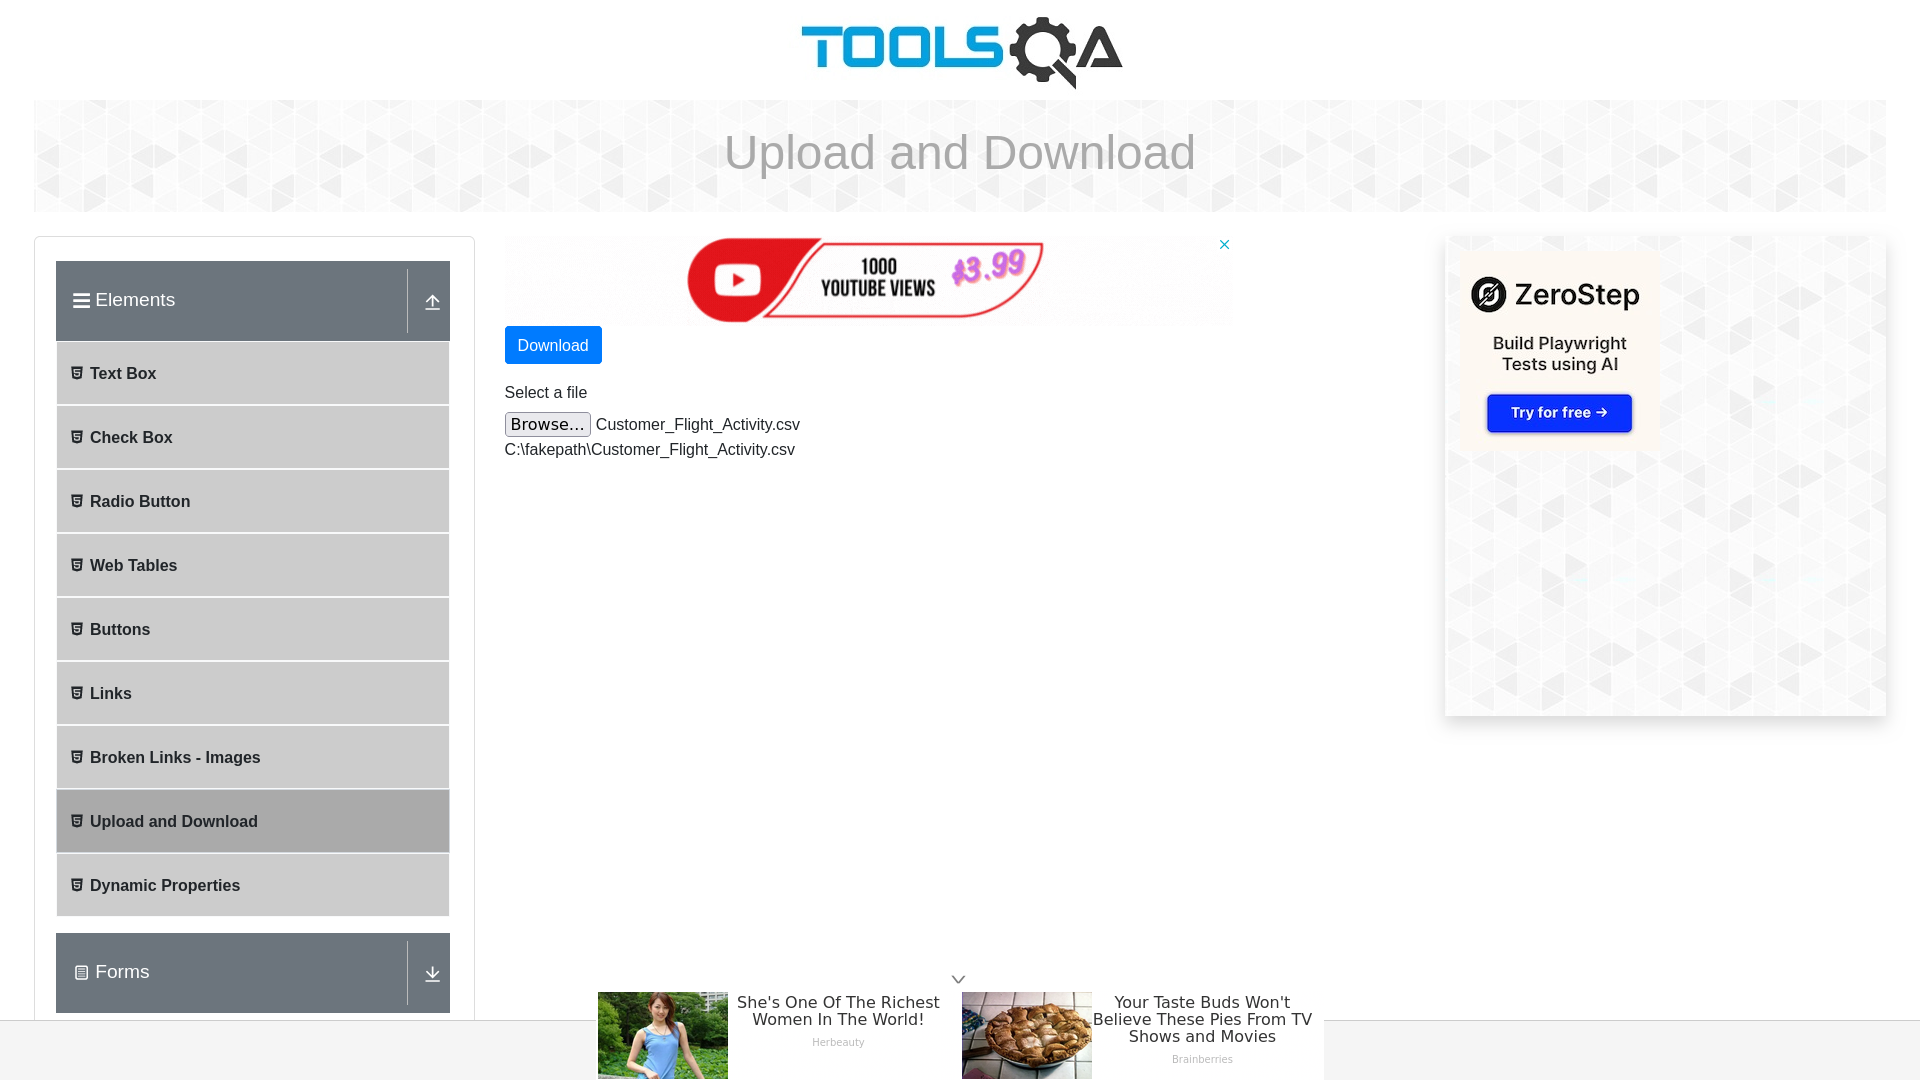 TOOLSQA
Upload and Download
Elements
Text Box
Check Box
Radio Button
Web Tables
Buttons
Links
Broken Links - Images
Upload and Download
Dynamic Properties
Forms
1000
YOUTUBE VIEWS
$3.99
Download
Select a file
Browse... Customer_Flight_Activity.csv
C:\fakepath\Customer_Flight_Activity.csv
ZeroStep
Build Playwright
Tests using AI
Try for free →
She's One Of The Richest
Women In The World!
Herbeauty
Your Taste Buds Won't
Believe These Pies From TV
Shows and Movies
Brainberries